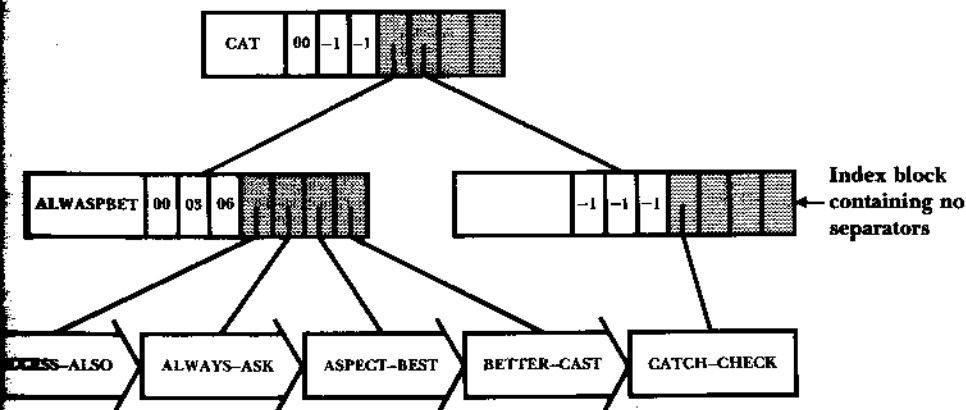 CAT 00 -1 -1
ALWASPBET 00 03 06
-1 -1 -1
Index block
containing no
separators
ALSO
ALWAYS-ASK
ASPECT-BEST
BETTER-CAST
CATCH-CHECK